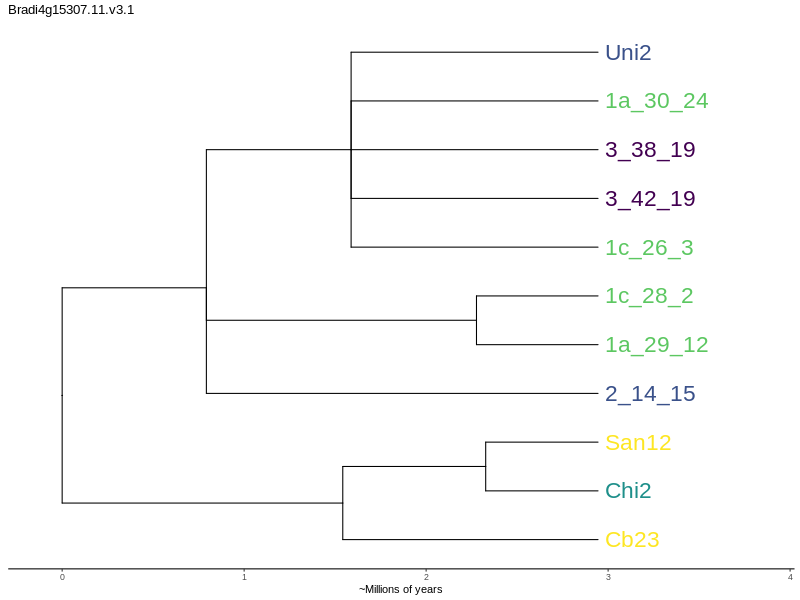 Bradi4g15307.11.v3.1
Uni2
1a_30_24
3_38_19
3_42_19
1c_26_3
1c_28_2
1a_29_12
2_14_15
San12
Chi2
Cb23
0 1 2 3 4
~Millions of years